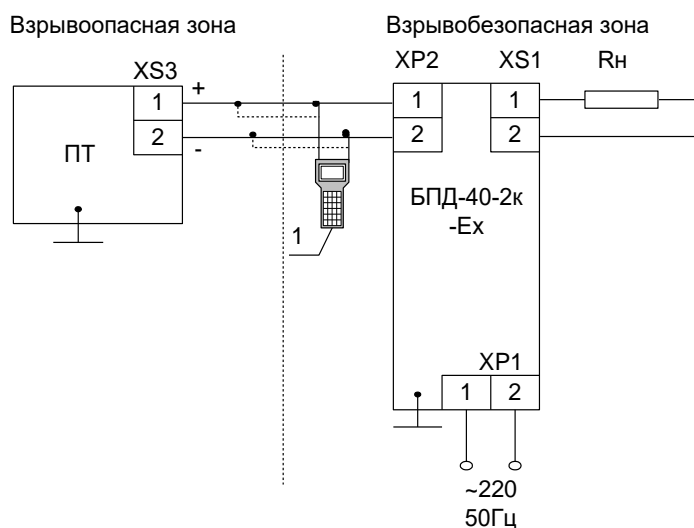 Взрывоопасная зона
Взрывобезопасная зона
XS3
XP2
XS1
Rн
+
1
2
-
ПТ
1
2
1
2
БПД-40-2к
-Ex
1
XP1
1
2
~220
50Гц